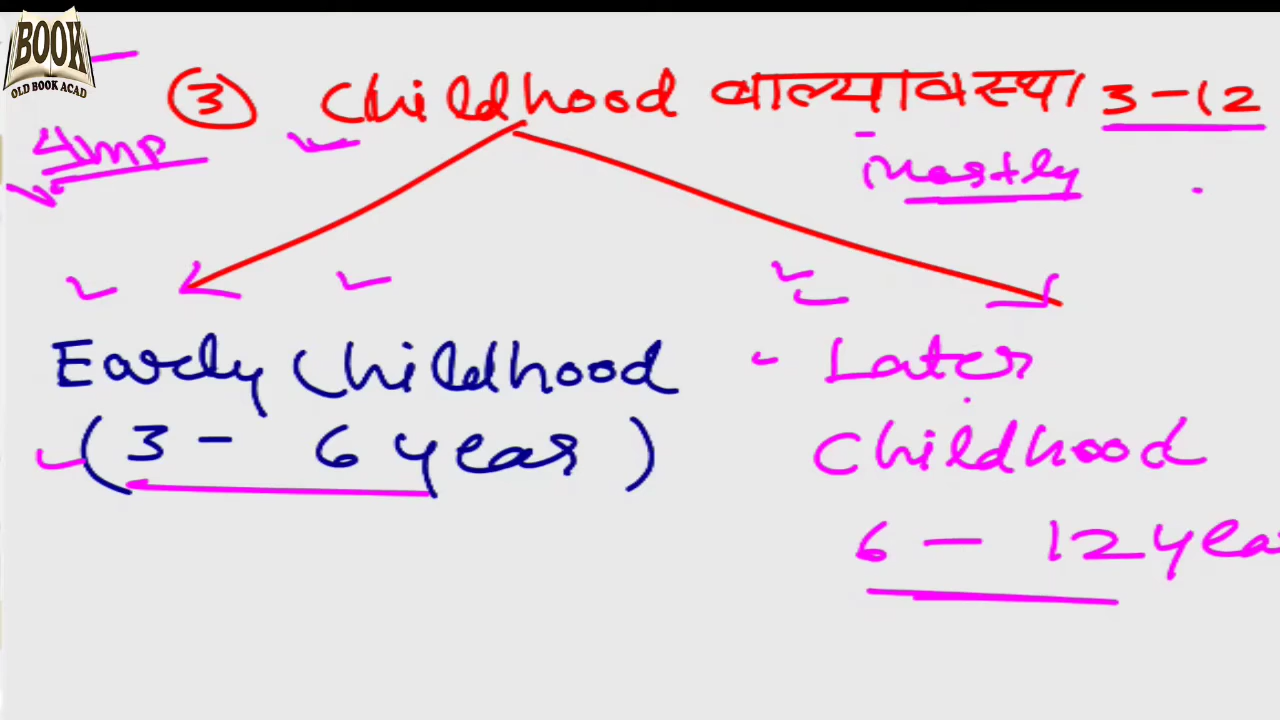 BOOK
OLD BOOK ACAD
③ Childhood बाल्यावस्था 3-12
Imp
Mostly
Early Childhood
(3 - 6 year)
Later
Childhood
6 - 12 year